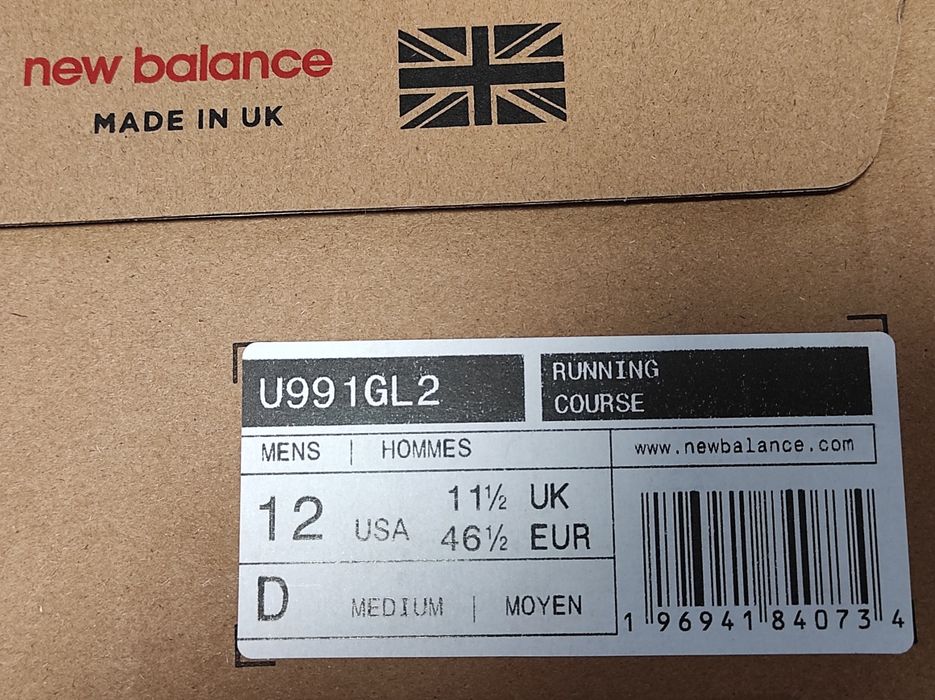 new balance
MADE IN UK
U991GL2
RUNNING
COURSE
MENS | HOMMES
www.newbalance.com
12 USA
11½ UK
46½ EUR
D MEDIUM | MOYEN
1 96941 84073 4